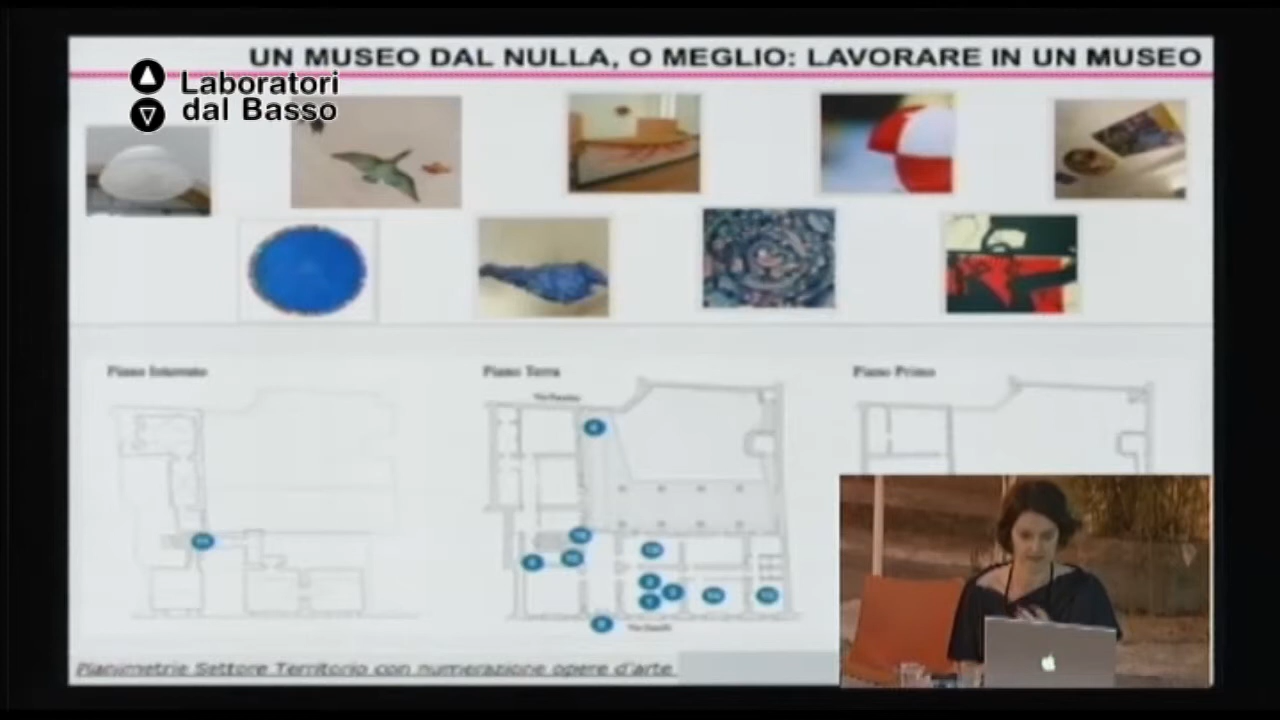 UN MUSEO DAL NULLA, O MEGLIO: LAVORARE IN UN MUSEO
Laboratori
dal Basso
Piano Interrato
Piano Terra
Piano Primo
Planimetrie Settore Territorio con numerazione opere d'arte